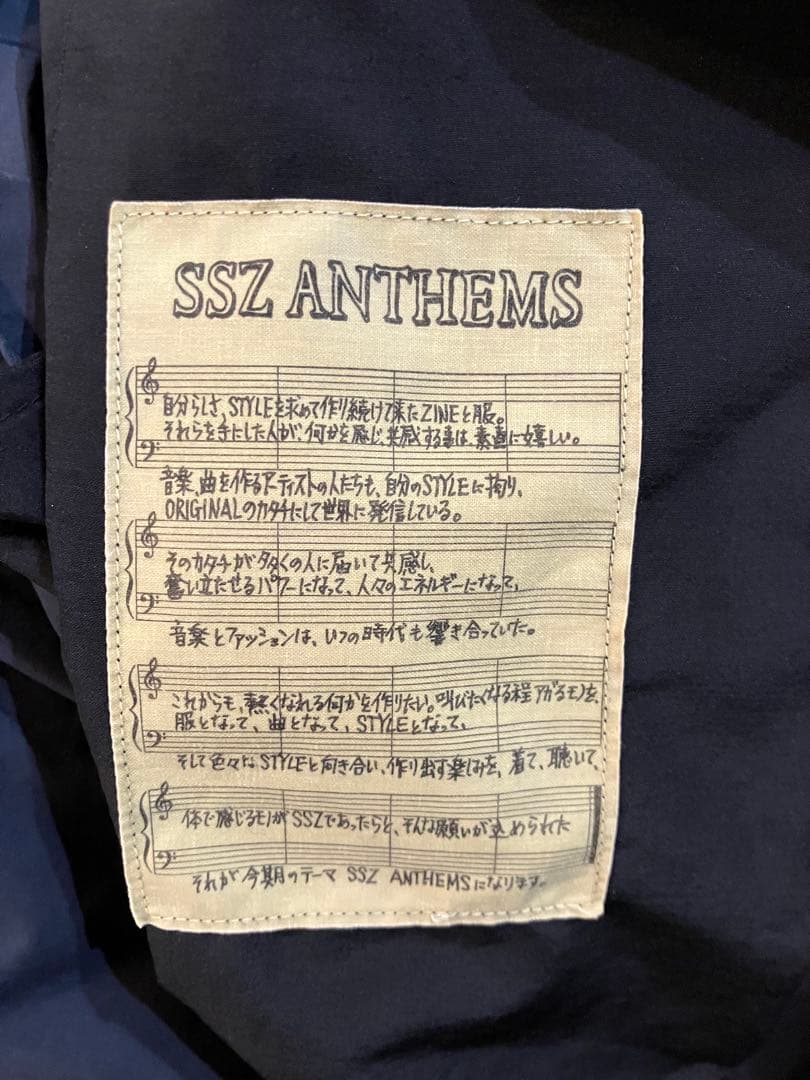 SSZ ANTHEMS
自分らしさ、STYLEを求めて作り続けて来たZINEと服。
それらを手にした人が、何かを感じ、共感する事は、素直に嬉しい。
音楽、曲を作るアーティストの人たちも、自分のSTYLEに拘り、
ORIGINALのカタチにして世界に発信している。
そのカタチが多くの人に届いて共感し、
奮い立たせるパワーになって、人々のエネルギーになって、
音楽とファッションは、いつの時代も響き合っていた。
これからも、熱くなれる何かを作りたい。叫びたくなる程アガるモノを、
服となって、曲となって、STYLEとなって、
そして色々なSTYLEと向き合い、作り出す楽しみを、着て、聴いて、
体で感じるモノがSSZであったらと、そんな願いが込められた
それが今期のテーマ SSZ ANTHEMSになります。